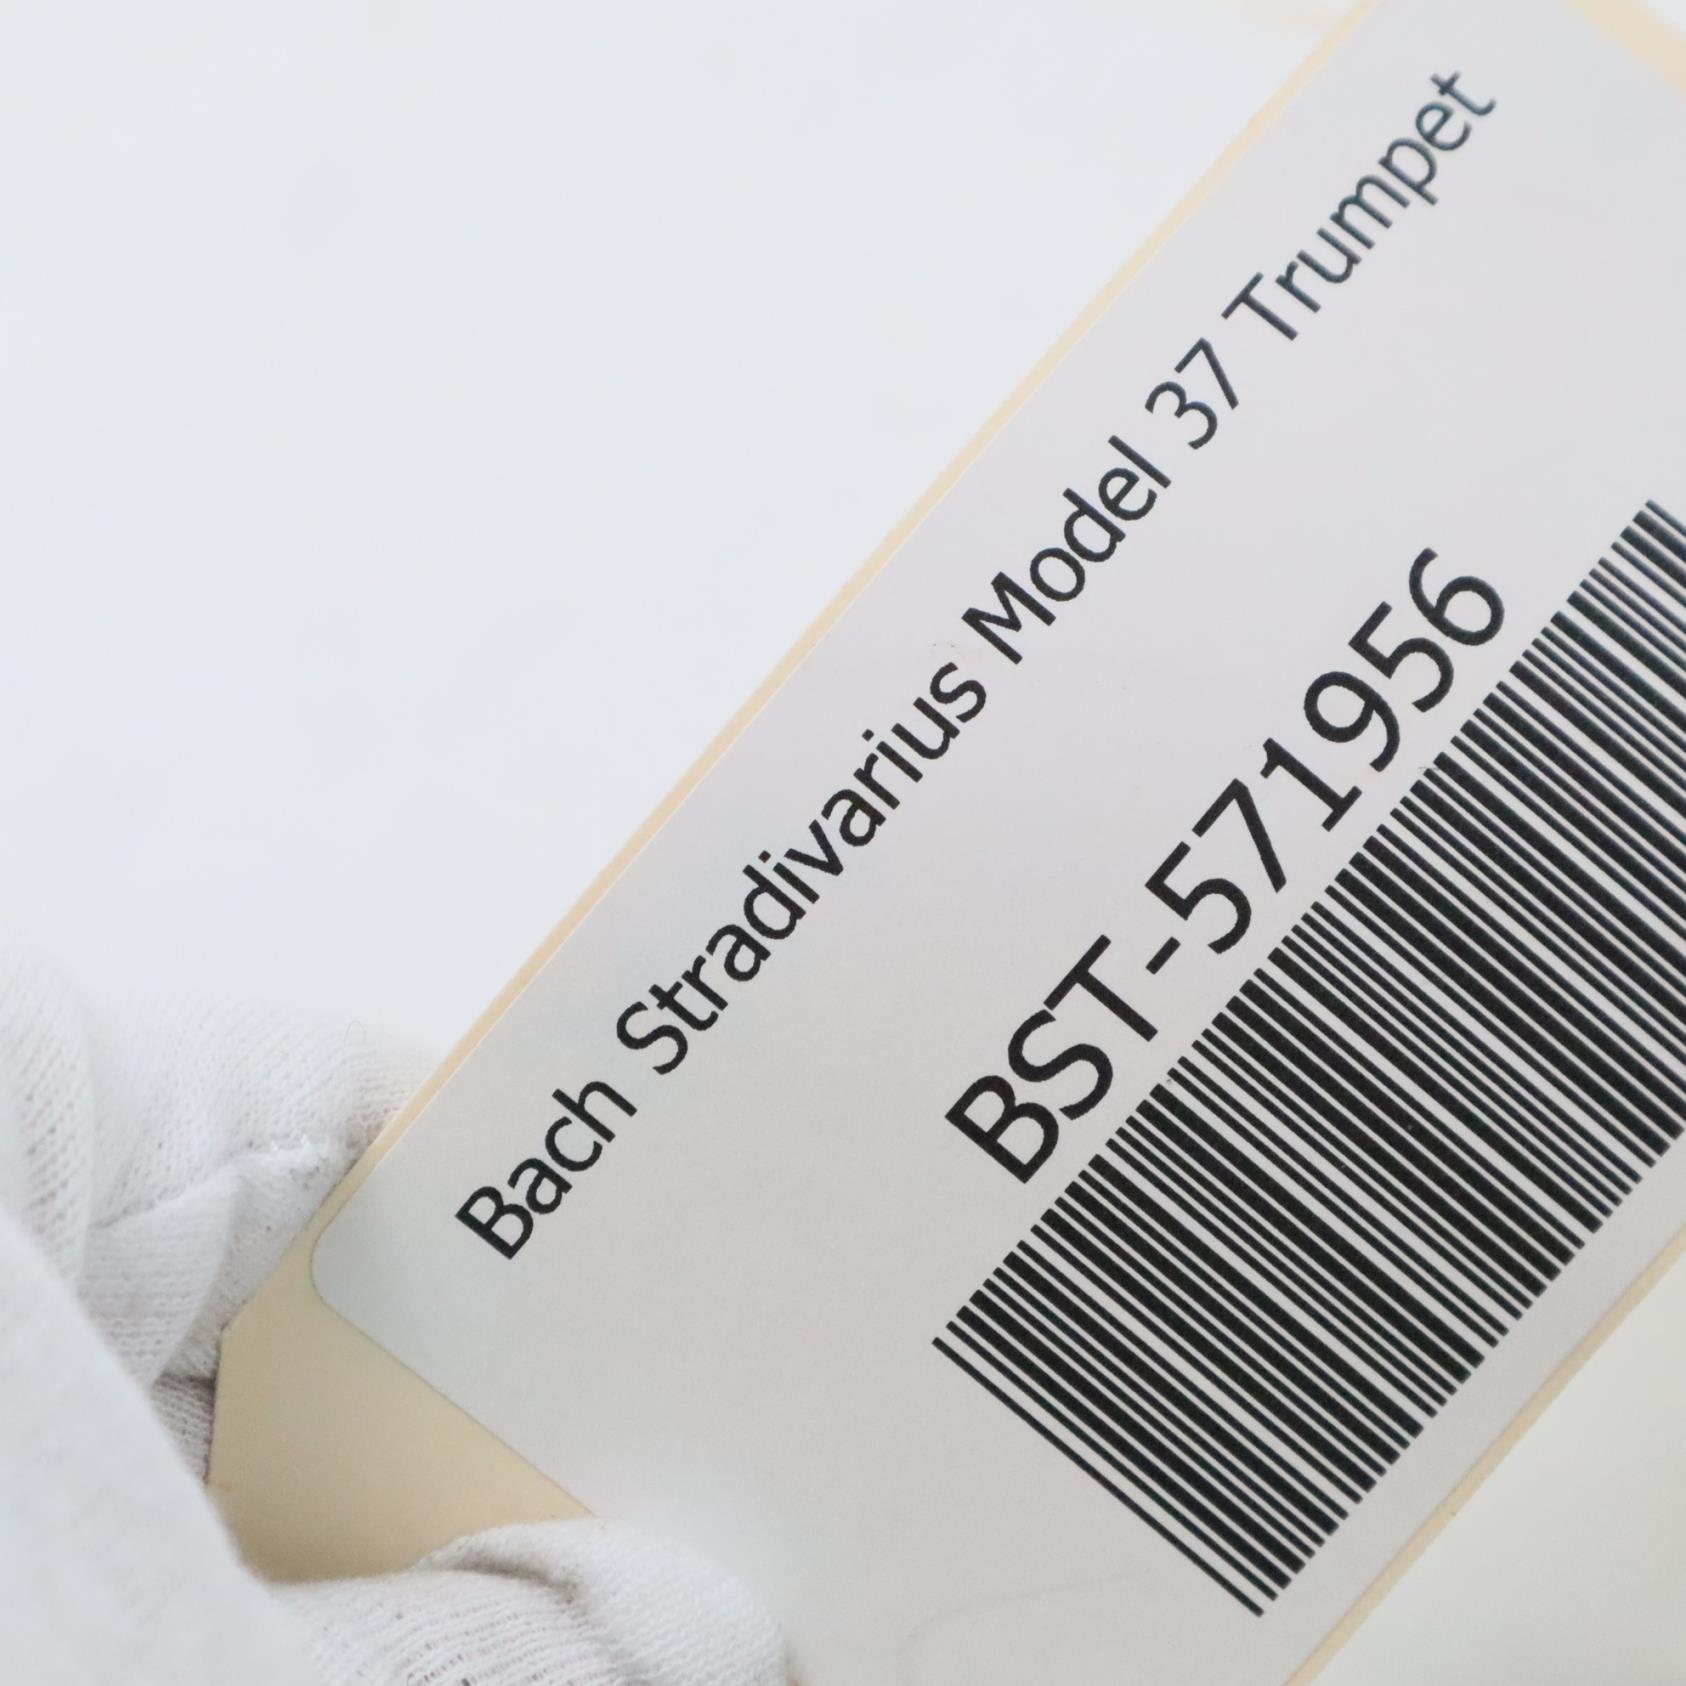 Bach Stradivarius Model 37 Trumpet
BST-571956